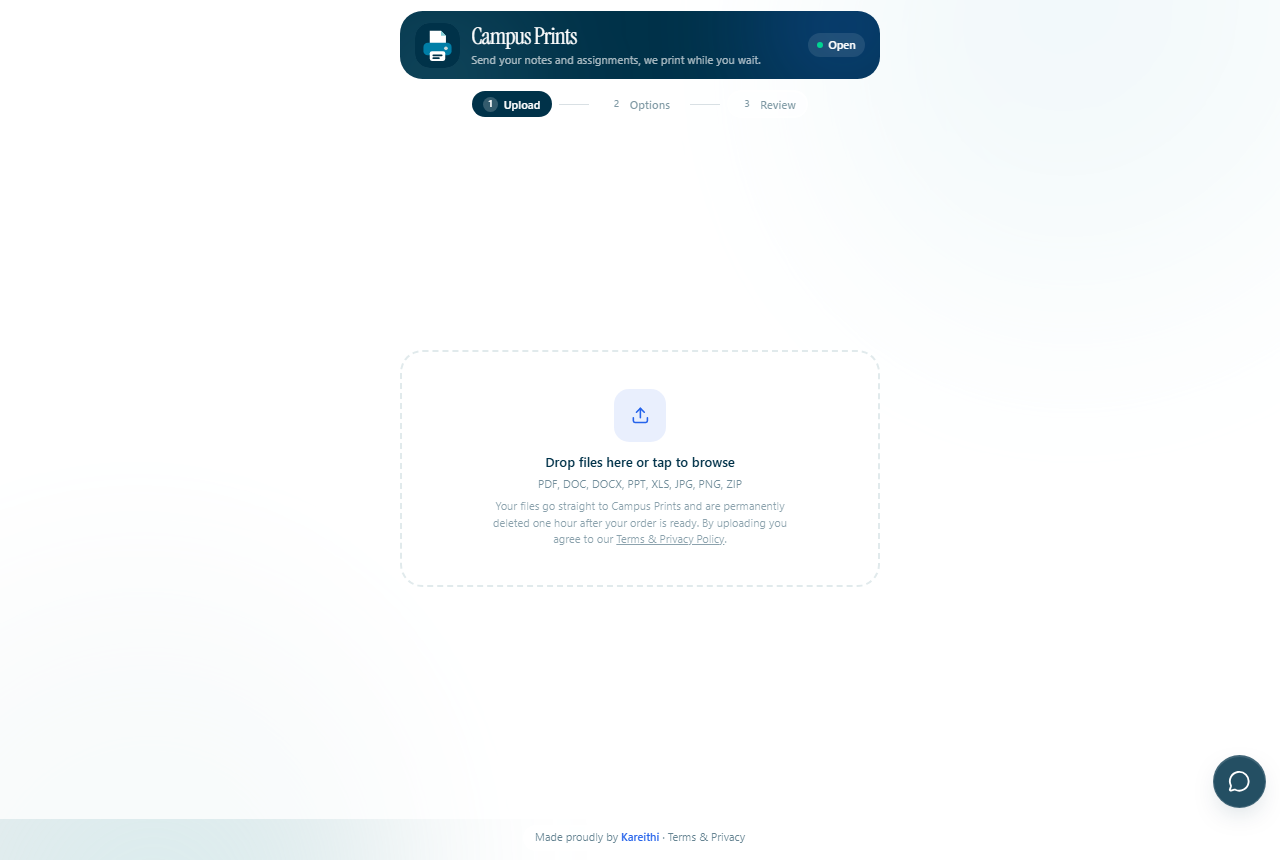 Campus Prints
Send your notes and assignments, we print while you wait.
Open
1 Upload
2 Options
3 Review
Drop files here or tap to browse
PDF, DOC, DOCX, PPT, XLS, JPG, PNG, ZIP
Your files go straight to Campus Prints and are permanently
deleted one hour after your order is ready. By uploading you
agree to our Terms & Privacy Policy.
Made proudly by Kareithi · Terms & Privacy